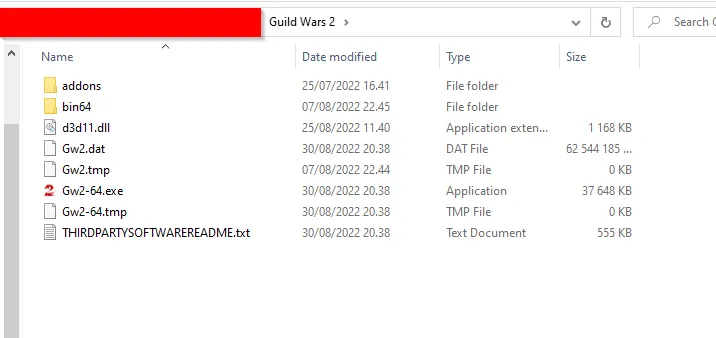 Guild Wars 2
Search G
Name Date modified Type Size
addons 25/07/2022 16.41 File folder
bin64 07/08/2022 22.45 File folder
d3d11.dll 25/08/2022 11.40 Application exten... 1 168 KB
Gw2.dat 30/08/2022 20.38 DAT File 62 544 185 ...
Gw2.tmp 07/08/2022 22.44 TMP File 0 KB
Gw2-64.exe 30/08/2022 20.38 Application 37 648 KB
Gw2-64.tmp 30/08/2022 20.38 TMP File 0 KB
THIRDPARTYSOFTWAREREADME.txt 30/08/2022 20.38 Text Document 555 KB